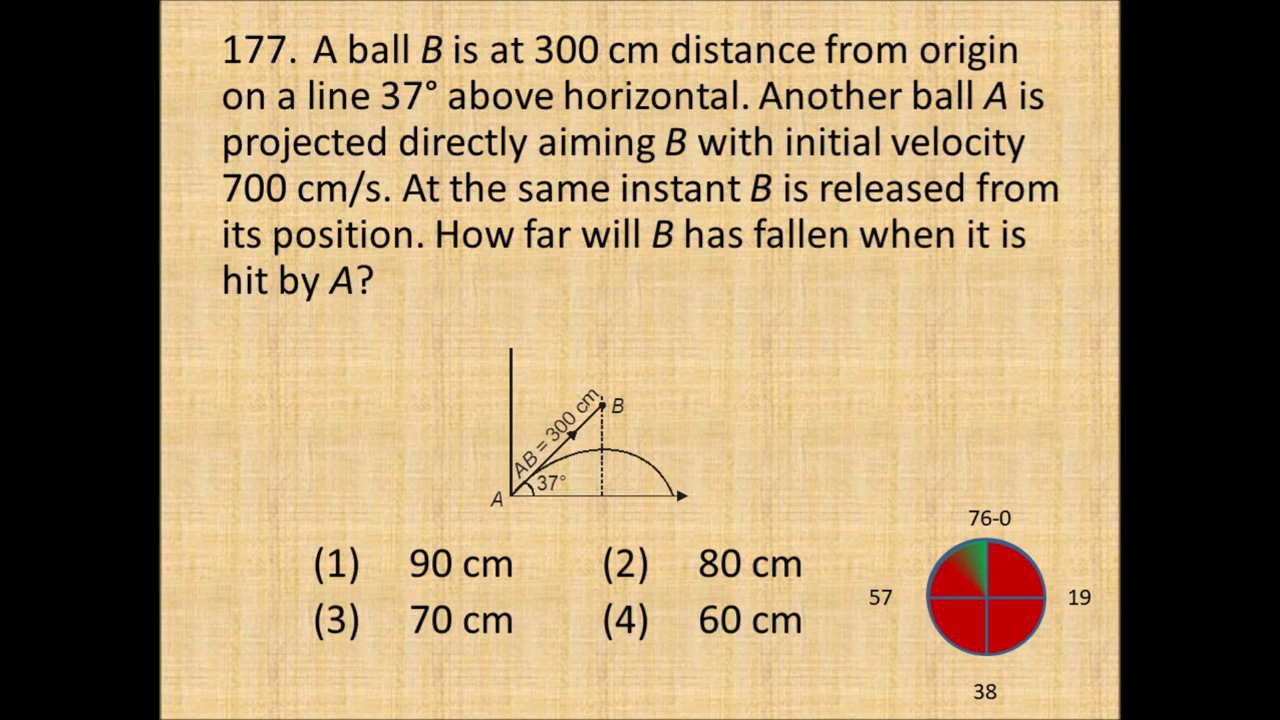 177. A ball B is at 300 cm distance from origin
on a line 37° above horizontal. Another ball A is
projected directly aiming B with initial velocity
700 cm/s. At the same instant B is released from
its position. How far will B has fallen when it is
hit by A?
AB = 300 cm
B
37°
A
(1) 90 cm (2) 80 cm
(3) 70 cm (4) 60 cm
76-0
57
19
38